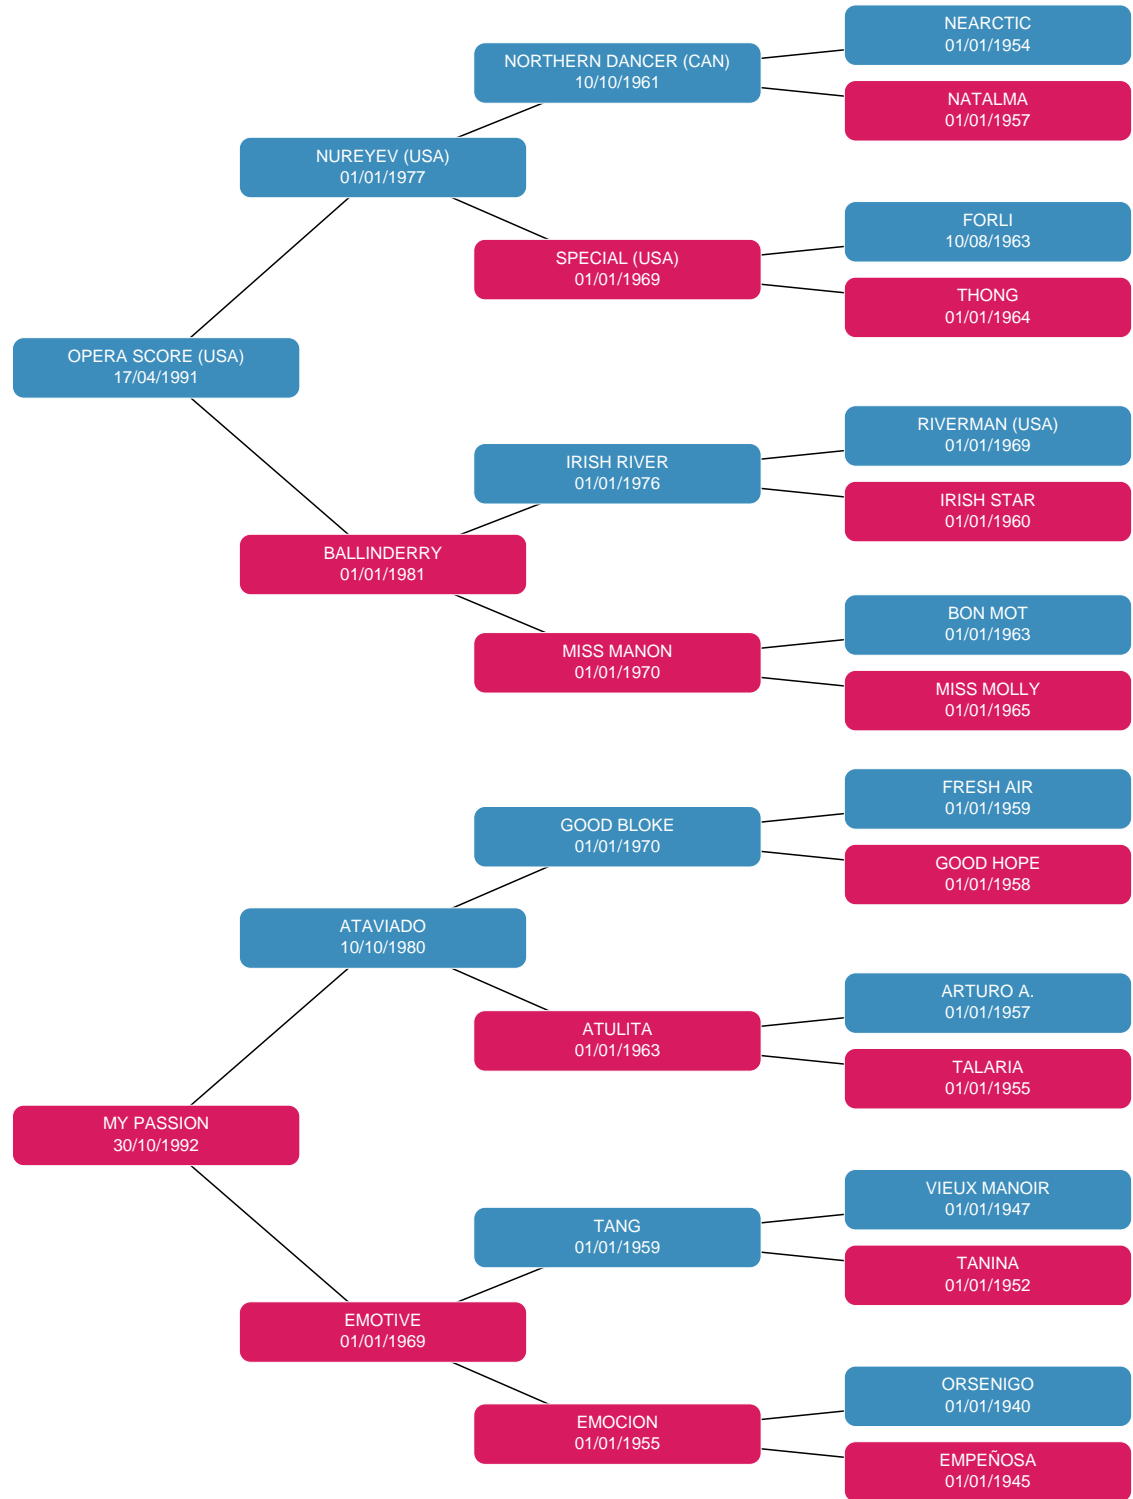 NEARCTIC
01/01/1954
NORTHERN DANCER (CAN)
10/10/1961
NATALMA
01/01/1957
NUREYEV (USA)
01/01/1977
FORLI
10/08/1963
SPECIAL (USA)
01/01/1969
THONG
01/01/1964
OPERA SCORE (USA)
17/04/1991
RIVERMAN (USA)
01/01/1969
IRISH RIVER
01/01/1976
IRISH STAR
01/01/1960
BALLINDERRY
01/01/1981
BON MOT
01/01/1963
MISS MANON
01/01/1970
MISS MOLLY
01/01/1965
FRESH AIR
01/01/1959
GOOD BLOKE
01/01/1970
GOOD HOPE
01/01/1958
ATAVIADO
10/10/1980
ARTURO A.
01/01/1957
ATULITA
01/01/1963
TALARIA
01/01/1955
MY PASSION
30/10/1992
VIEUX MANOIR
01/01/1947
TANG
01/01/1959
TANINA
01/01/1952
EMOTIVE
01/01/1969
ORSENIGO
01/01/1940
EMOCION
01/01/1955
EMPEÑOSA
01/01/1945